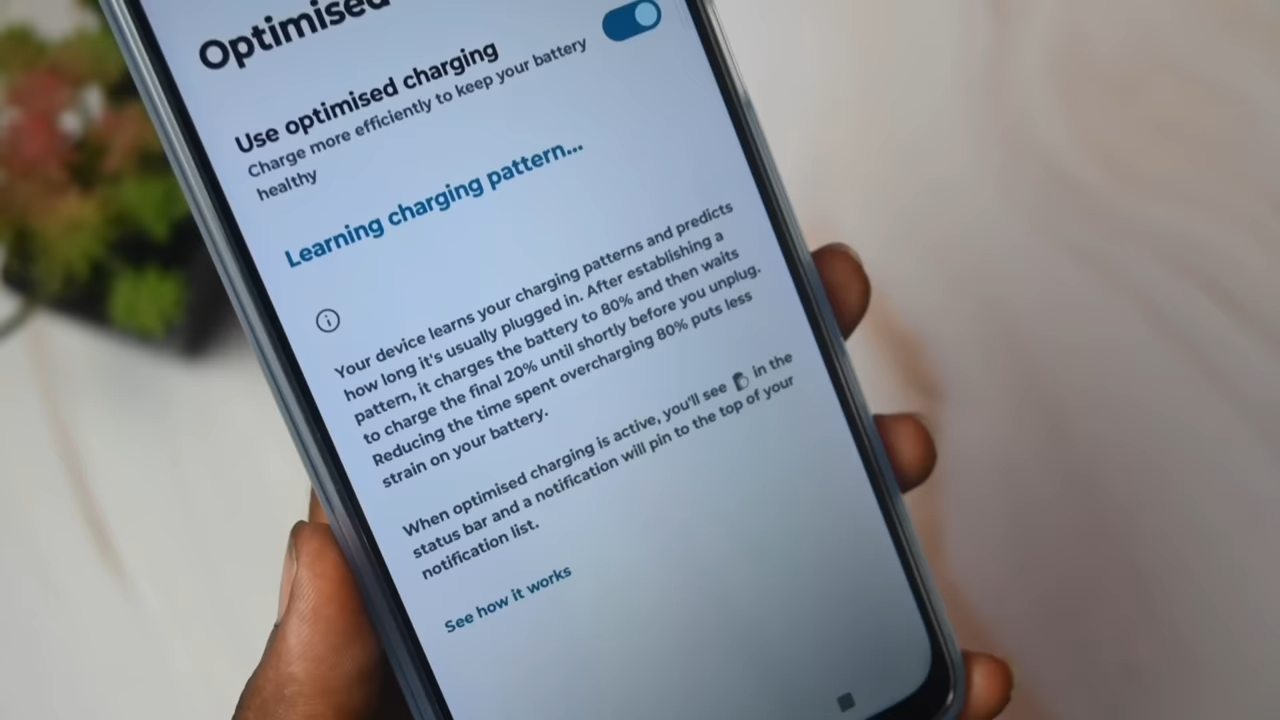 Optimised
Use optimised charging
Charge more efficiently to keep your battery
healthy
Learning charging pattern...
Your device learns your charging patterns and predicts
how long it's usually plugged in. After establishing a
pattern, it charges the battery to 80% and then waits
to charge the final 20% until shortly before you unplug.
Reducing the time spent overcharging 80% puts less
strain on your battery.
When optimised charging is active, you'll see in the
status bar and a notification will pin to the top of your
notification list.
See how it works